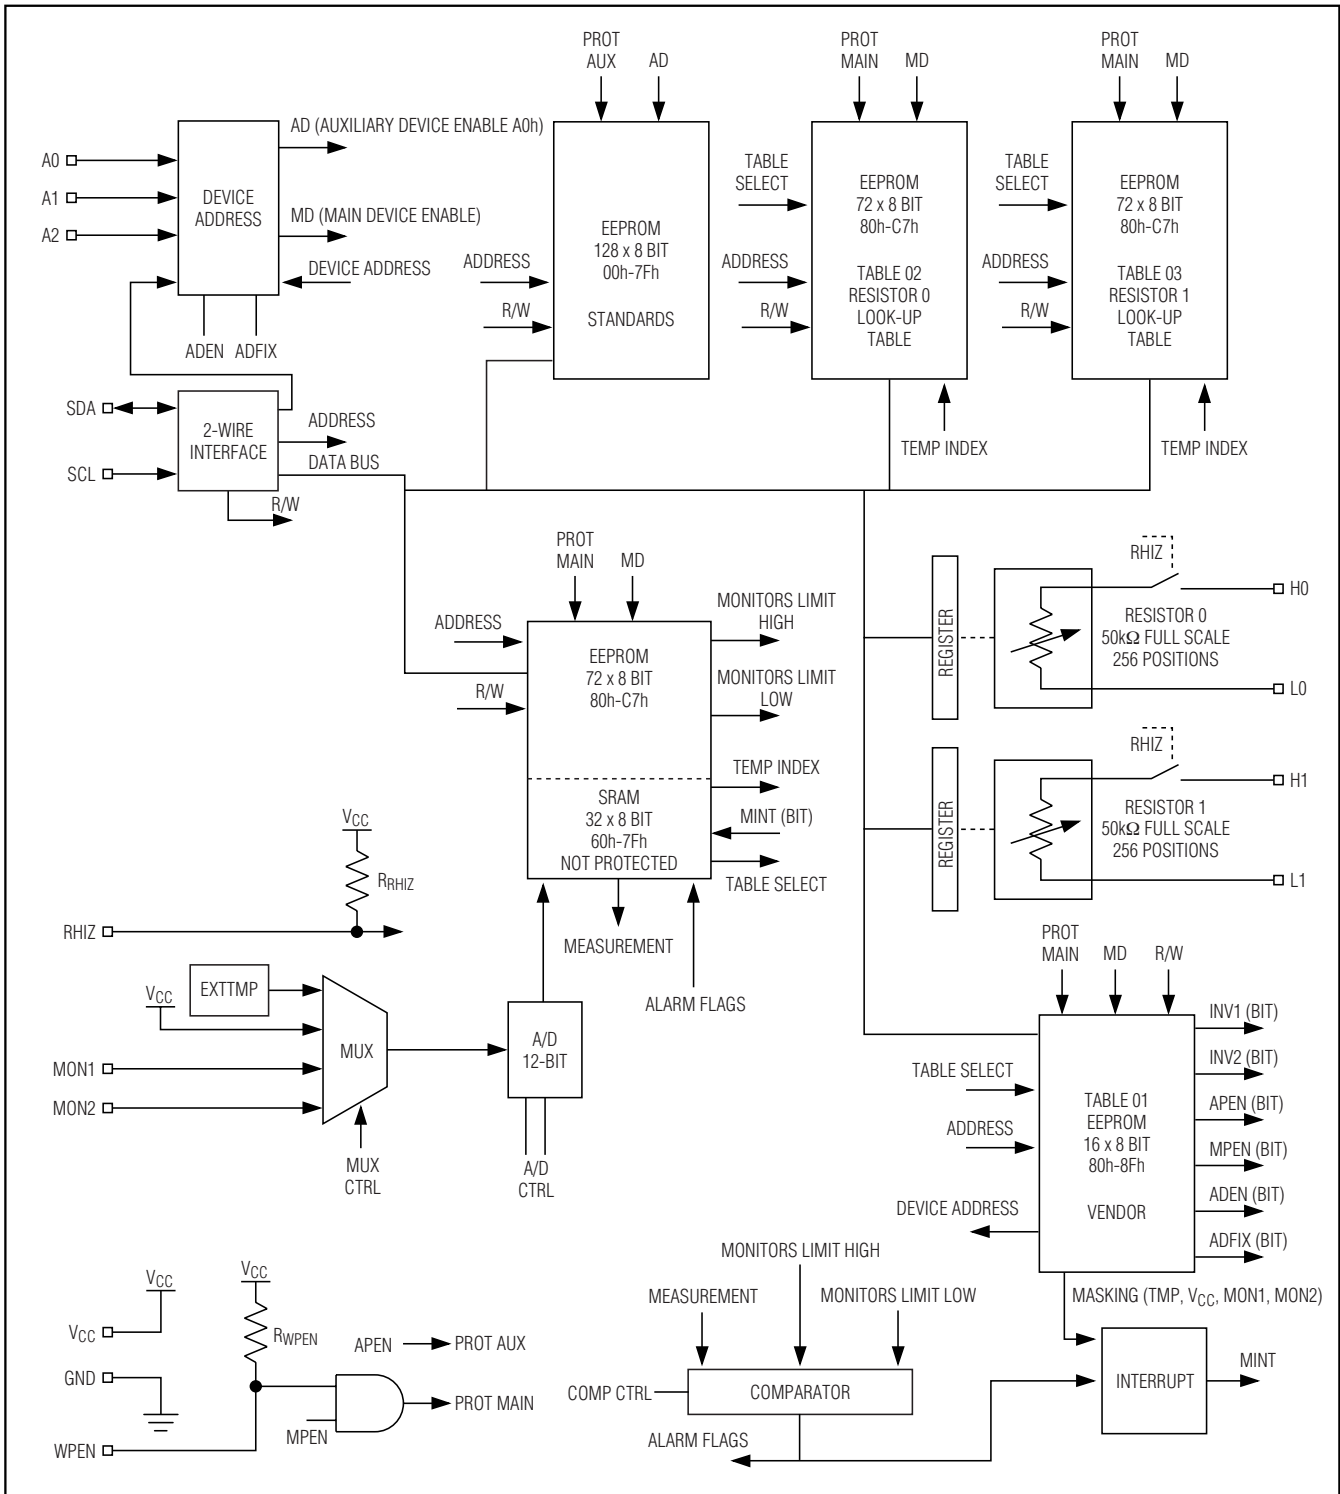 PROT
AUX
AD
PROT
MAIN
MD
PROT
MAIN
MD
A0
A1
A2
DEVICE
ADDRESS
AD (AUXILIARY DEVICE ENABLE A0h)
MD (MAIN DEVICE ENABLE)
DEVICE ADDRESS
ADEN
ADFIX
ADDRESS
R/W
EEPROM
128 x 8 BIT
00h-7Fh
STANDARDS
TABLE
SELECT
ADDRESS
R/W
EEPROM
72 x 8 BIT
80h-C7h
TABLE 02
RESISTOR 0
LOOK-UP
TABLE
TEMP INDEX
TABLE
SELECT
ADDRESS
R/W
EEPROM
72 x 8 BIT
80h-C7h
TABLE 03
RESISTOR 1
LOOK-UP
TABLE
TEMP INDEX
SDA
SCL
2-WIRE
INTERFACE
ADDRESS
DATA BUS
R/W
PROT
MAIN
MD
ADDRESS
R/W
EEPROM
72 x 8 BIT
80h-C7h
SRAM
32 x 8 BIT
60h-7Fh
NOT PROTECTED
MONITORS LIMIT
HIGH
MONITORS LIMIT
LOW
TEMP INDEX
MINT (BIT)
TABLE SELECT
MEASUREMENT
ALARM FLAGS
REGISTER
RHIZ
RESISTOR 0
50kΩ FULL SCALE
256 POSITIONS
H0
L0
REGISTER
RHIZ
RESISTOR 1
50kΩ FULL SCALE
256 POSITIONS
H1
L1
VCC
RRHIZ
RHIZ
EXTTMP
VCC
MON1
MON2
MUX
MUX
CTRL
A/D
12-BIT
A/D
CTRL
PROT
MAIN
MD
R/W
TABLE SELECT
ADDRESS
DEVICE ADDRESS
TABLE 01
EEPROM
16 x 8 BIT
80h-8Fh
VENDOR
INV1 (BIT)
INV2 (BIT)
APEN (BIT)
MPEN (BIT)
ADEN (BIT)
ADFIX (BIT)
MASKING (TMP, VCC, MON1, MON2)
VCC
VCC
GND
WPEN
VCC
RWPEN
APEN
PROT AUX
PROT MAIN
MPEN
MONITORS LIMIT HIGH
MEASUREMENT
MONITORS LIMIT LOW
COMP CTRL
COMPARATOR
ALARM FLAGS
INTERRUPT
MINT